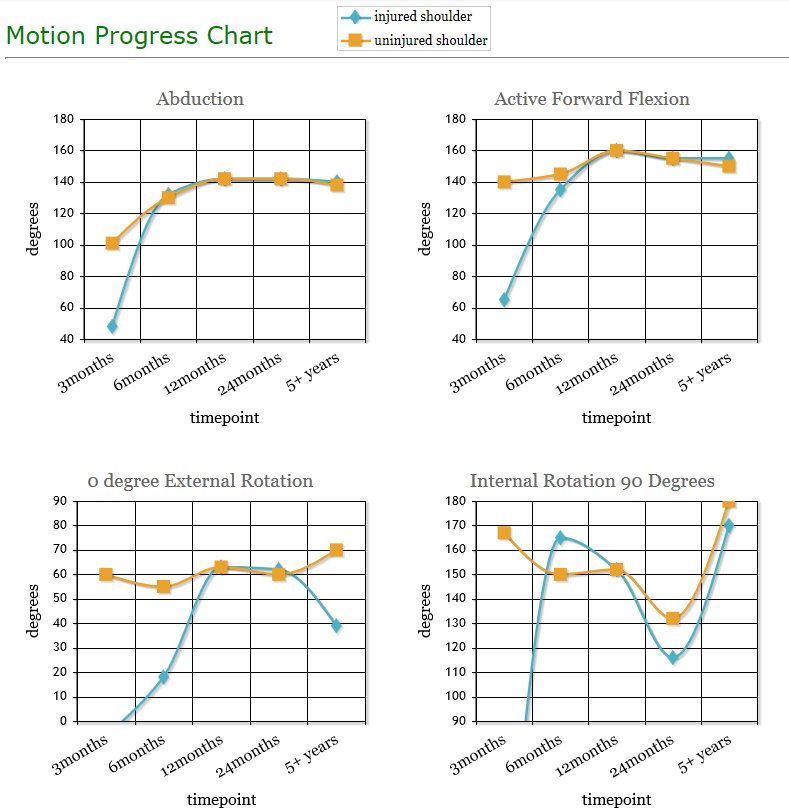 injured shoulder
uninjured shoulder
Motion Progress Chart
Abduction
180
160
140
120
100
80
60
40
degrees
3months
6months
12months
24months
5+ years
timepoint
Active Forward Flexion
180
160
140
120
100
80
60
40
degrees
3months
6months
12months
24months
5+ years
timepoint
0 degree External Rotation
90
80
70
60
50
40
30
20
10
0
degrees
3months
6months
12months
24months
5+ years
timepoint
Internal Rotation 90 Degrees
180
170
160
150
140
130
120
110
100
90
degrees
3months
6months
12months
24months
5+ years
timepoint